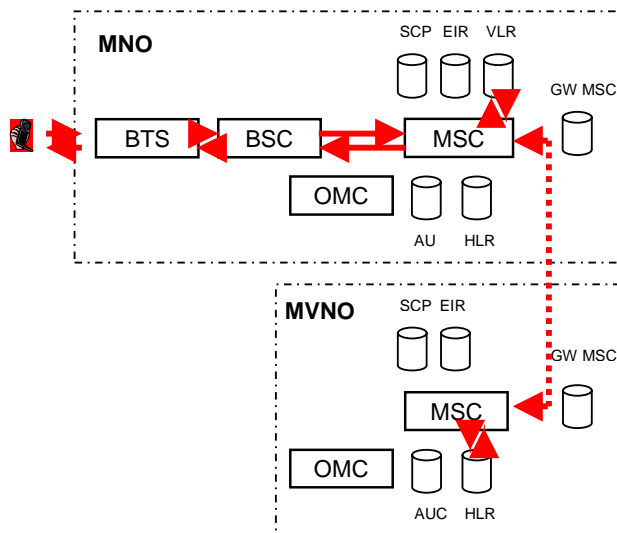 MNO
SCP EIR VLR
GW MSC
BTS BSC MSC
OMC
AU HLR
MVNO
SCP EIR
GW MSC
MSC
OMC
AUC HLR